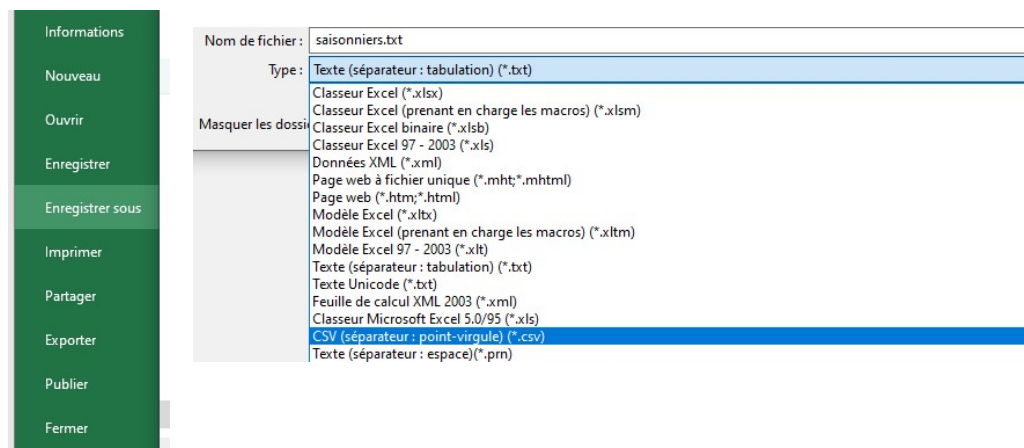 Informations
Nouveau
Ouvrir
Enregistrer
Enregistrer sous
Imprimer
Partager
Exporter
Publier
Fermer
Nom de fichier : saisonniers.txt
Type : Texte (séparateur : tabulation) (*.txt)
Classeur Excel (*.xlsx)
Classeur Excel (prenant en charge les macros) (*.xlsm)
Masquer les dossi
Classeur Excel binaire (*.xlsb)
Classeur Excel 97 - 2003 (*.xls)
Données XML (*.xml)
Page web à fichier unique (*.mht;*.mhtml)
Page web (*.htm;*.html)
Modèle Excel (*.xltx)
Modèle Excel (prenant en charge les macros) (*.xltm)
Modèle Excel 97 - 2003 (*.xlt)
Texte (séparateur : tabulation) (*.txt)
Texte Unicode (*.txt)
Feuille de calcul XML 2003 (*.xml)
Classeur Microsoft Excel 5.0/95 (*.xls)
CSV (séparateur : point-virgule) (*.csv)
Texte (séparateur : espace)(*.prn)